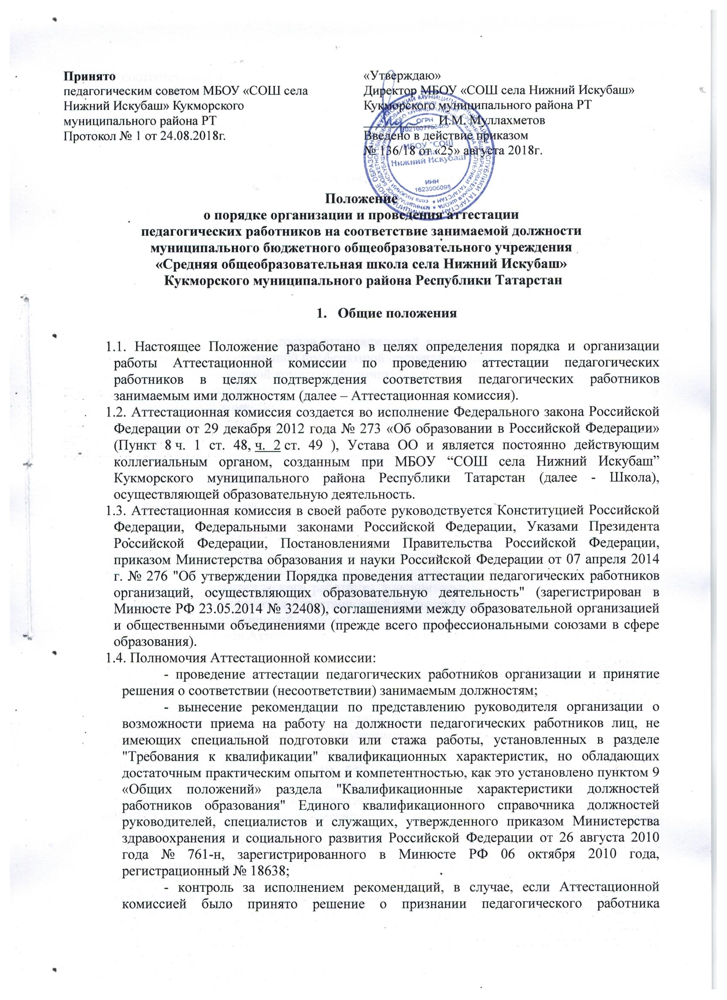 Принято
педагогическим советом МБОУ «СОШ села
Нижний Искубаш» Кукморского
муниципального района РТ
Протокол № 1 от 24.08.2018г.
«Утверждаю»
Директор МБОУ «СОШ села Нижний Искубаш»
Кукморского муниципального района РТ
И.М. Муллахметов
Введено в действие приказом
№ 136/18 от «25» августа 2018г.
ОГРН
МБОУ "СОШ
села
Нижний Искубаш"
ИНН
1623006098
Положение
о порядке организации и проведения аттестации
педагогических работников на соответствие занимаемой должности
муниципального бюджетного общеобразовательного учреждения
«Средняя общеобразовательная школа села Нижний Искубаш»
Кукморского муниципального района Республики Татарстан
1. Общие положения
1.1. Настоящее Положение разработано в целях определения порядка и организации
работы Аттестационной комиссии по проведению аттестации педагогических
работников в целях подтверждения соответствия педагогических работников
занимаемым ими должностям (далее – Аттестационная комиссия).
1.2. Аттестационная комиссия создается во исполнение Федерального закона Российской
Федерации от 29 декабря 2012 года № 273 «Об образовании в Российской Федерации»
(Пункт 8 ч. 1 ст. 48, ч. 2 ст. 49 ), Устава ОО и является постоянно действующим
коллегиальным органом, созданным при МБОУ “СОШ села Нижний Искубаш”
Кукморского муниципального района Республики Татарстан (далее - Школа),
осуществляющей образовательную деятельность.
1.3. Аттестационная комиссия в своей работе руководствуется Конституцией Российской
Федерации, Федеральными законами Российской Федерации, Указами Президента
Российской Федерации, Постановлениями Правительства Российской Федерации,
приказом Министерства образования и науки Российской Федерации от 07 апреля 2014
г. № 276 "Об утверждении Порядка проведения аттестации педагогических работников
организаций, осуществляющих образовательную деятельность" (зарегистрирован в
Минюсте РФ 23.05.2014 № 32408), соглашениями между образовательной организацией
и общественными объединениями (прежде всего профессиональными союзами в сфере
образования).
1.4. Полномочия Аттестационной комиссии:
- проведение аттестации педагогических работников организации и принятие
решения о соответствии (несоответствии) занимаемым должностям;
- вынесение рекомендации по представлению руководителя организации о
возможности приема на работу на должности педагогических работников лиц, не
имеющих специальной подготовки или стажа работы, установленных в разделе
"Требования к квалификации" квалификационных характеристик, но обладающих
достаточным практическим опытом и компетентностью, как это установлено пунктом 9
«Общих положений» раздела "Квалификационные характеристики должностей
работников образования" Единого квалификационного справочника должностей
руководителей, специалистов и служащих, утвержденного приказом Министерства
здравоохранения и социального развития Российской Федерации от 26 августа 2010
года № 761-н, зарегистрированного в Минюсте РФ 06 октября 2010 года,
регистрационный № 18638;
- контроль за исполнением рекомендаций, в случае, если Аттестационной
комиссией было принято решение о признании педагогического работника